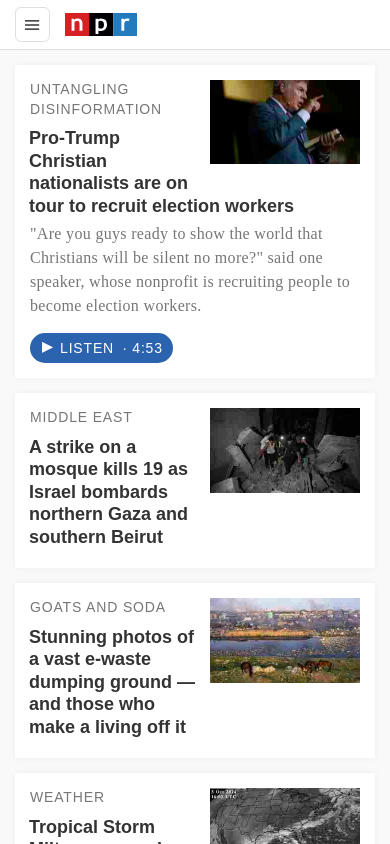 npr
UNTANGLING
DISINFORMATION
Pro-Trump
Christian
nationalists are on
tour to recruit election workers
"Are you guys ready to show the world that
Christians will be silent no more?" said one
speaker, whose nonprofit is recruiting people to
become election workers.
LISTEN · 4:53
MIDDLE EAST
A strike on a
mosque kills 19 as
Israel bombards
northern Gaza and
southern Beirut
GOATS AND SODA
Stunning photos of
a vast e-waste
dumping ground —
and those who
make a living off it
WEATHER
Tropical Storm